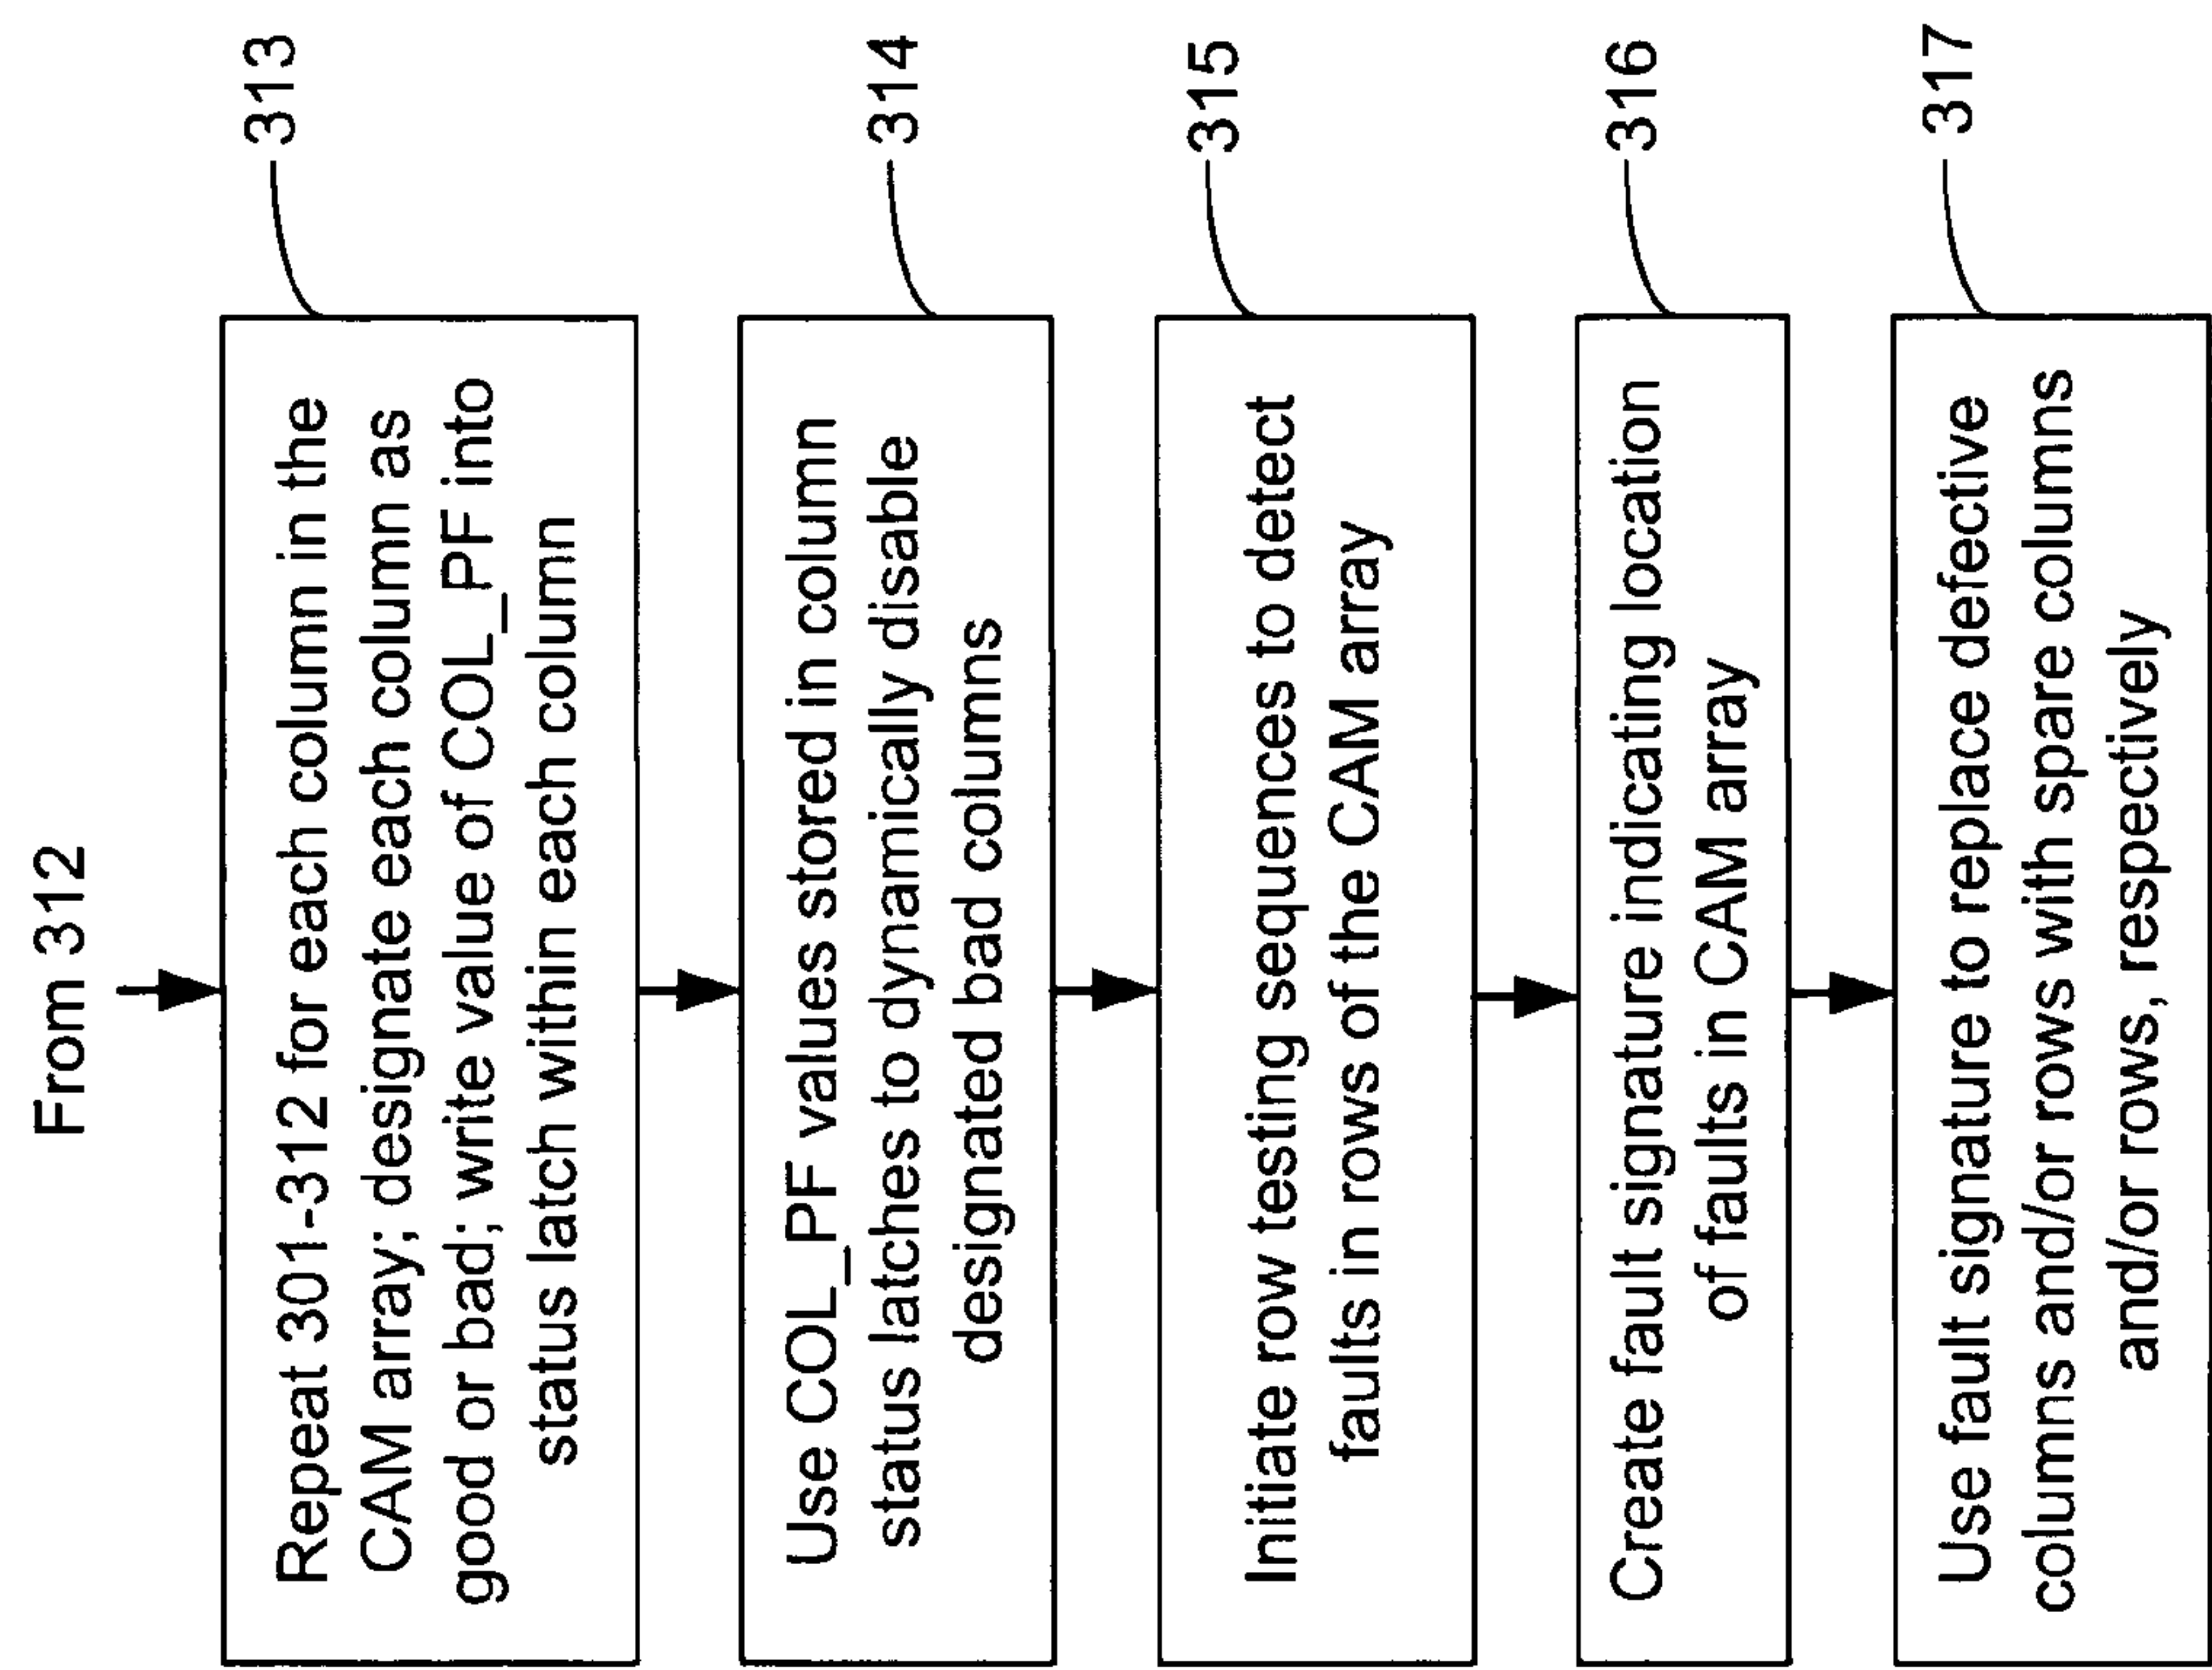 From 312
Repeat 301-312 for each column in the
CAM array; designate each column as
good or bad; write value of COL_PF into
status latch within each column
313
Use COL_PF values stored in column
status latches to dynamically disable
designated bad columns
314
Initiate row testing sequences to detect
faults in rows of the CAM array
315
Create fault signature indicating location
of faults in CAM array
316
Use fault signature to replace defective
columns and/or rows with spare columns
and/or rows, respectively
317